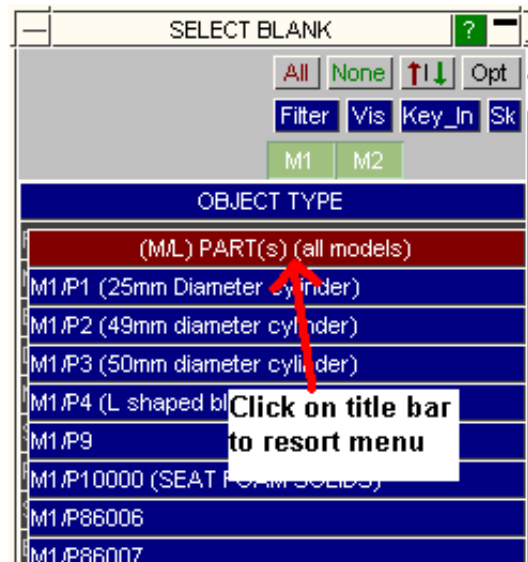 SELECT BLANK ?
All None ↑I↓ Opt
Filter Vis Key_In Sk
M1 M2
OBJECT TYPE
(M/L) PART(s) (all models)
M1/P1 (25mm Diameter cylinder)
M1/P2 (49mm diameter cylinder)
M1/P3 (50mm diameter cylinder)
M1/P4 (L shaped bl
Click on title bar
to resort menu
M1/P9
M1/P10000 (SEAT FOAM SOLIDS)
M1/P86006
M1/P86007